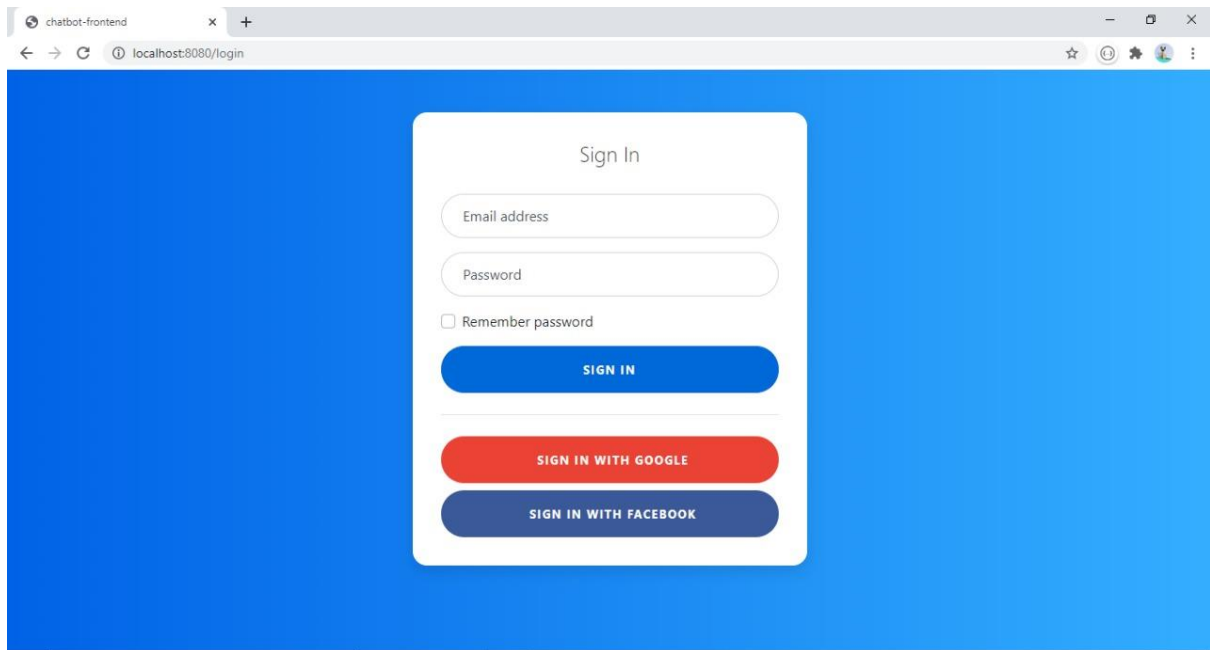 chatbot-frontend
localhost:8080/login
Sign In
Email address
Password
Remember password
SIGN IN
SIGN IN WITH GOOGLE
SIGN IN WITH FACEBOOK